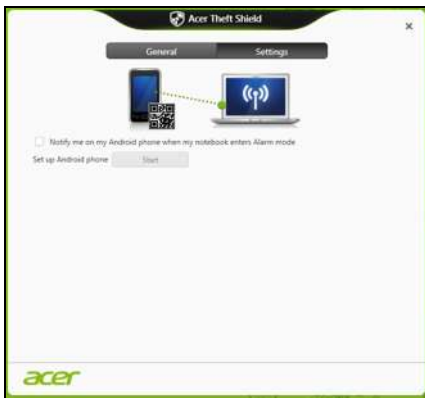 Acer Theft Shield
General Settings
Notify me on my Android phone when my notebook enters Alarm mode
Set up Android phone Start
acer